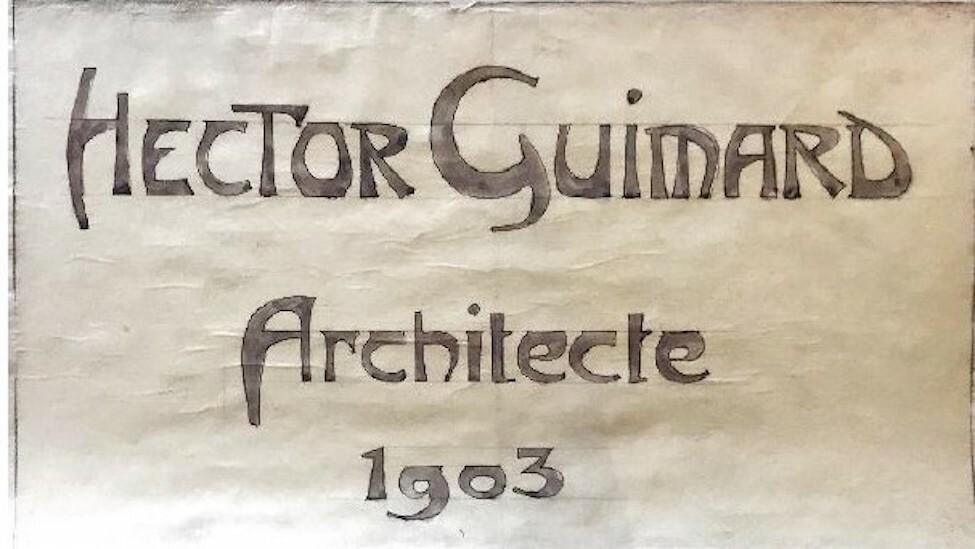 HECTOR GUiMARD
Architecte
1903